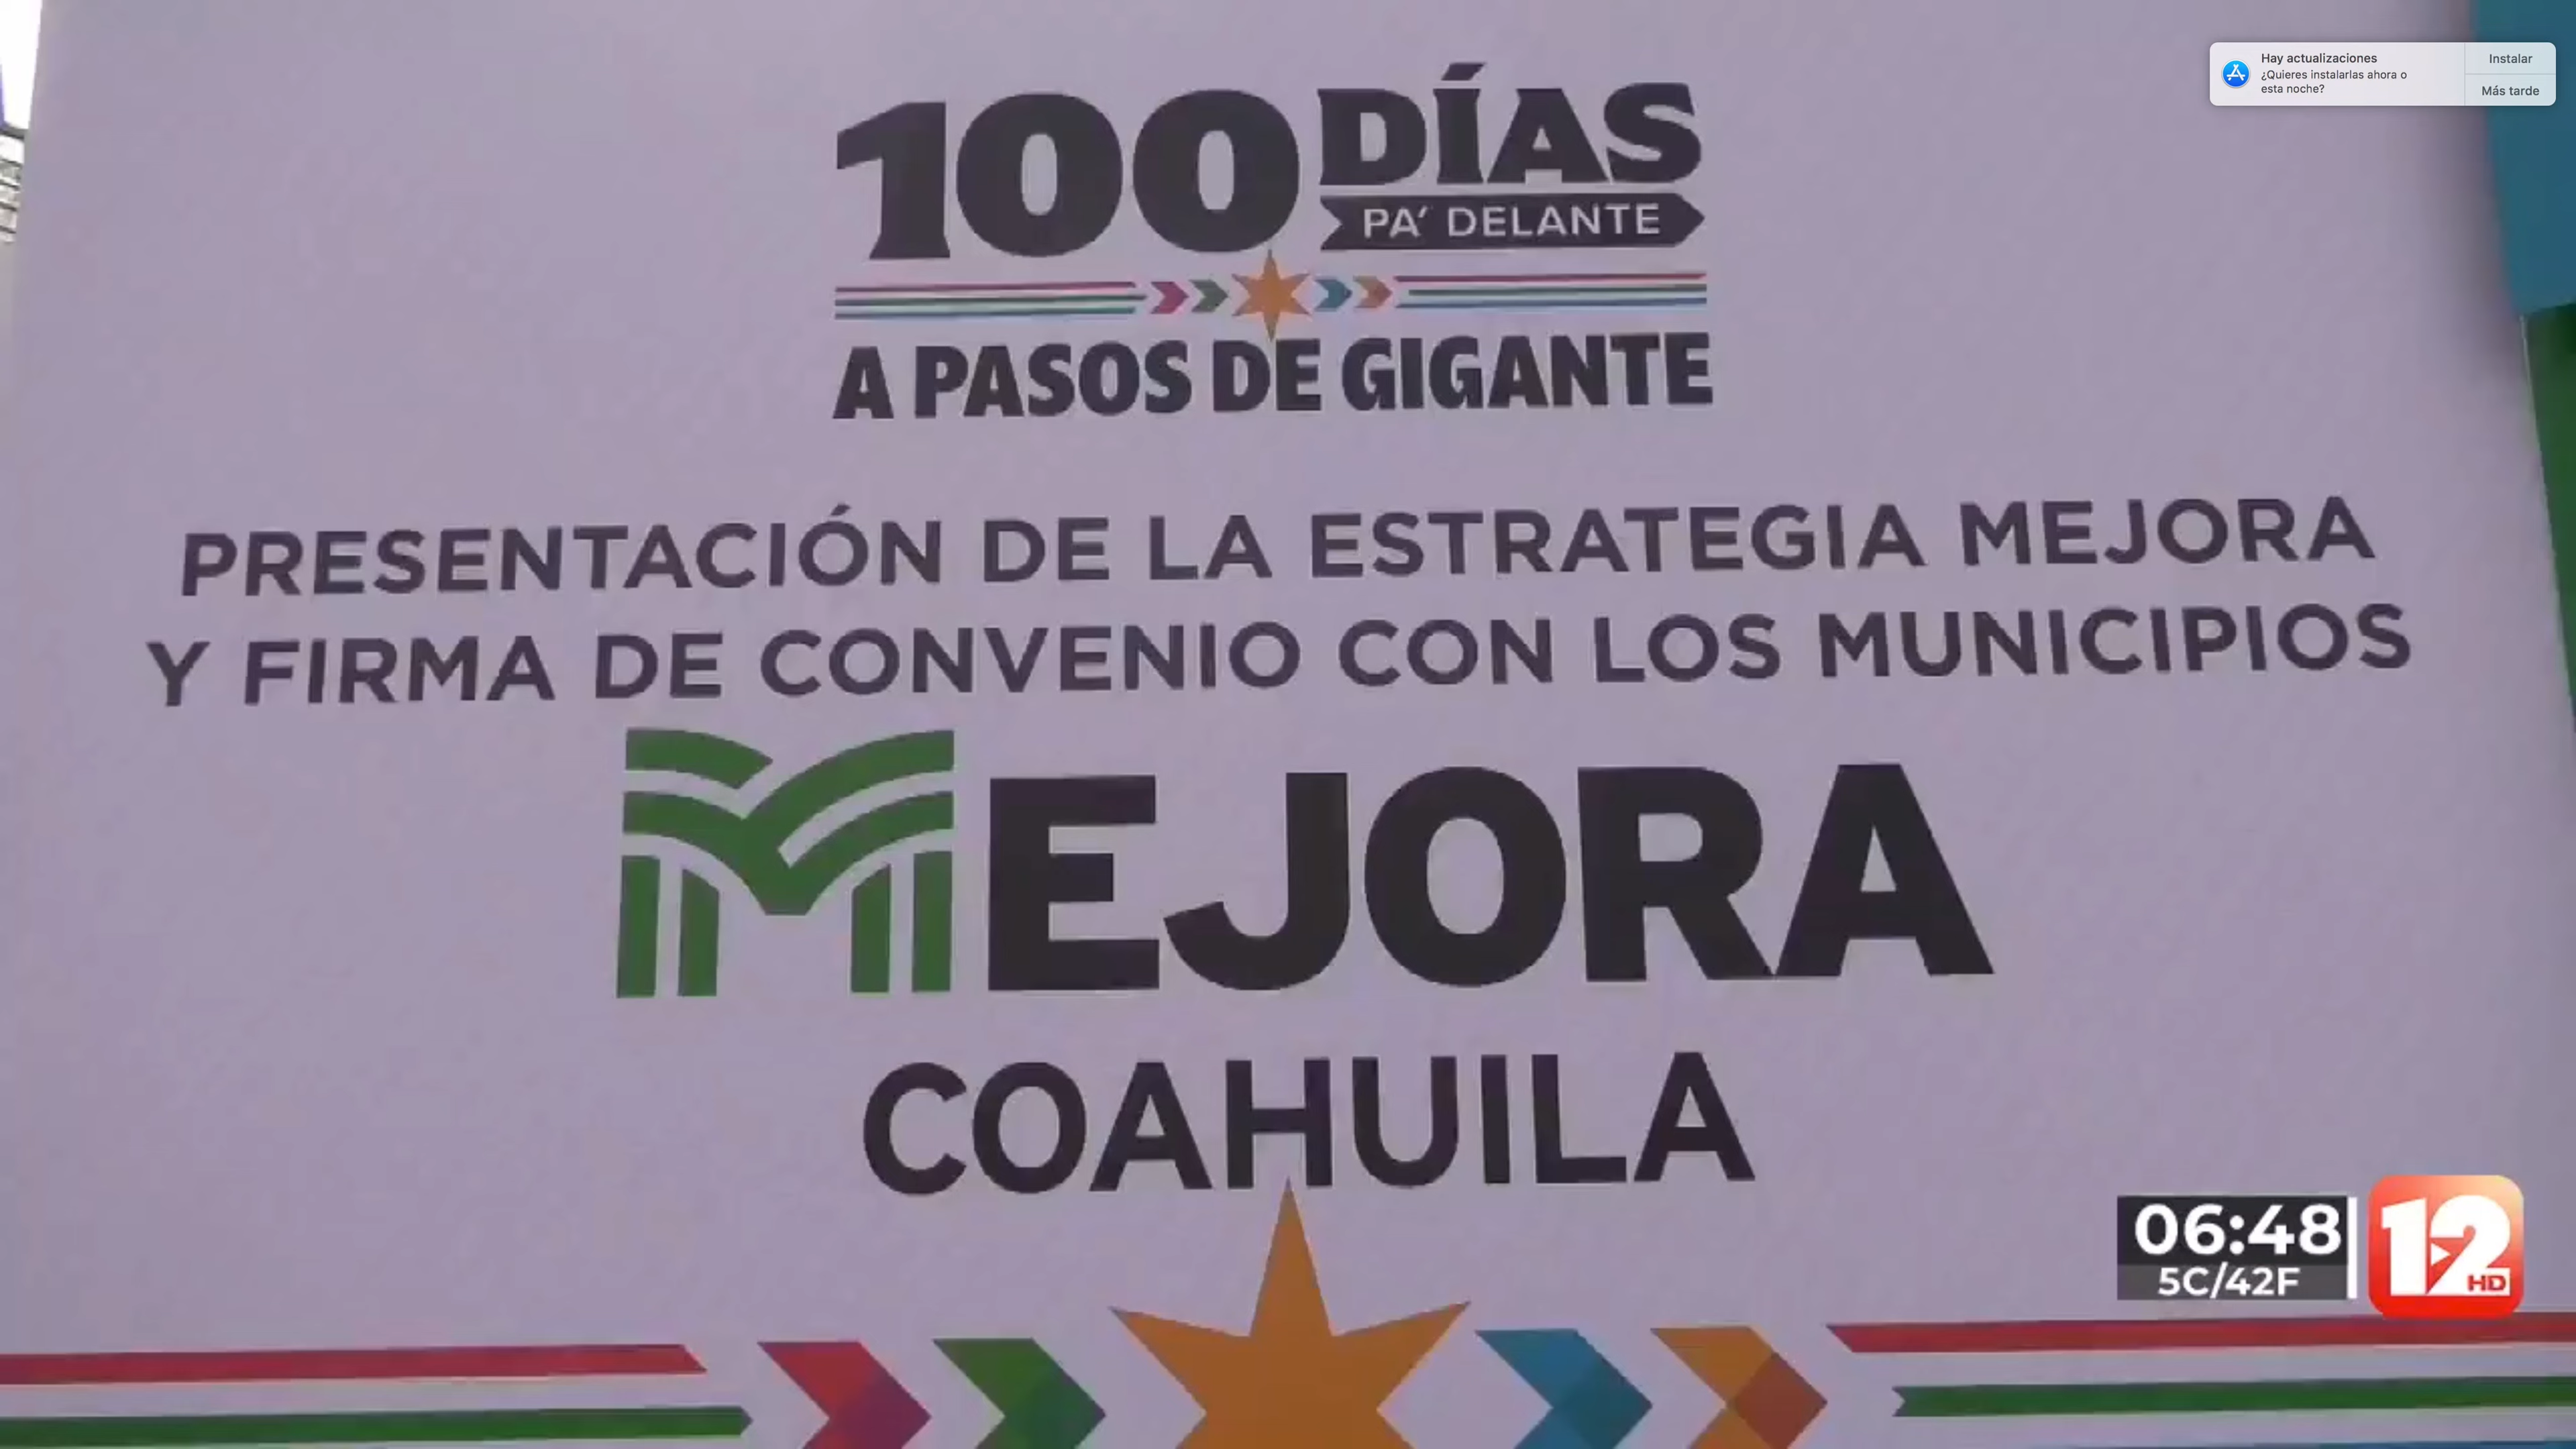 Hay actualizaciones
¿Quieres instalarlas ahora o
esta noche?
Instalar
Más tarde
100 DÍAS
PA' DELANTE
A PASOS DE GIGANTE
PRESENTACIÓN DE LA ESTRATEGIA MEJORA
Y FIRMA DE CONVENIO CON LOS MUNICIPIOS
MEJORA
COAHUILA
06:48
5C/42F
12
HD